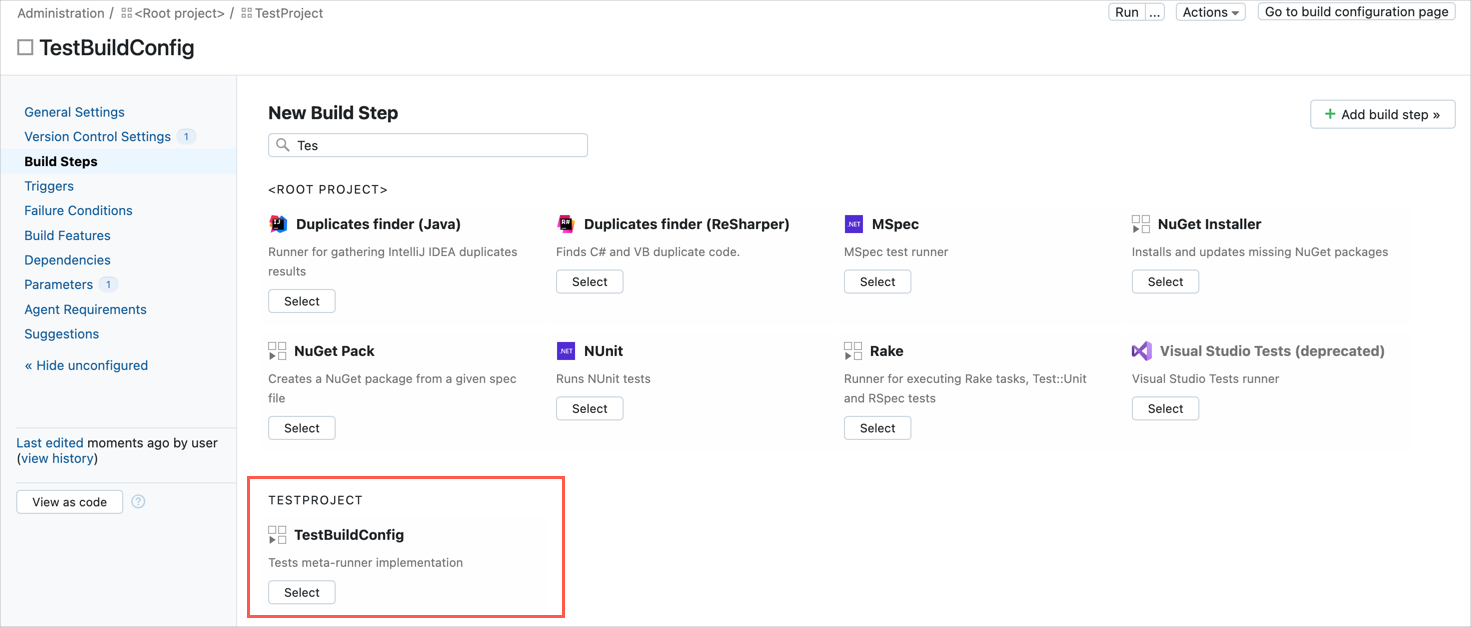 Administration / <Root project> / TestProject
Run ... Actions Go to build configuration page
TestBuildConfig
General Settings
Version Control Settings 1
Build Steps
Triggers
Failure Conditions
Build Features
Dependencies
Parameters 1
Agent Requirements
Suggestions
« Hide unconfigured
Last edited moments ago by user
(view history)
View as code ?
New Build Step
+ Add build step »
Tes
<ROOT PROJECT>
IJ Duplicates finder (Java)
Runner for gathering IntelliJ IDEA duplicates
results
Select
R# Duplicates finder (ReSharper)
Finds C# and VB duplicate code.
Select
.NET MSpec
MSpec test runner
Select
NuGet Installer
Installs and updates missing NuGet packages
Select
NuGet Pack
Creates a NuGet package from a given spec
file
Select
.NET NUnit
Runs NUnit tests
Select
Rake
Runner for executing Rake tasks, Test::Unit
and RSpec tests
Select
Visual Studio Tests (deprecated)
Visual Studio Tests runner
Select
TESTPROJECT
TestBuildConfig
Tests meta-runner implementation
Select